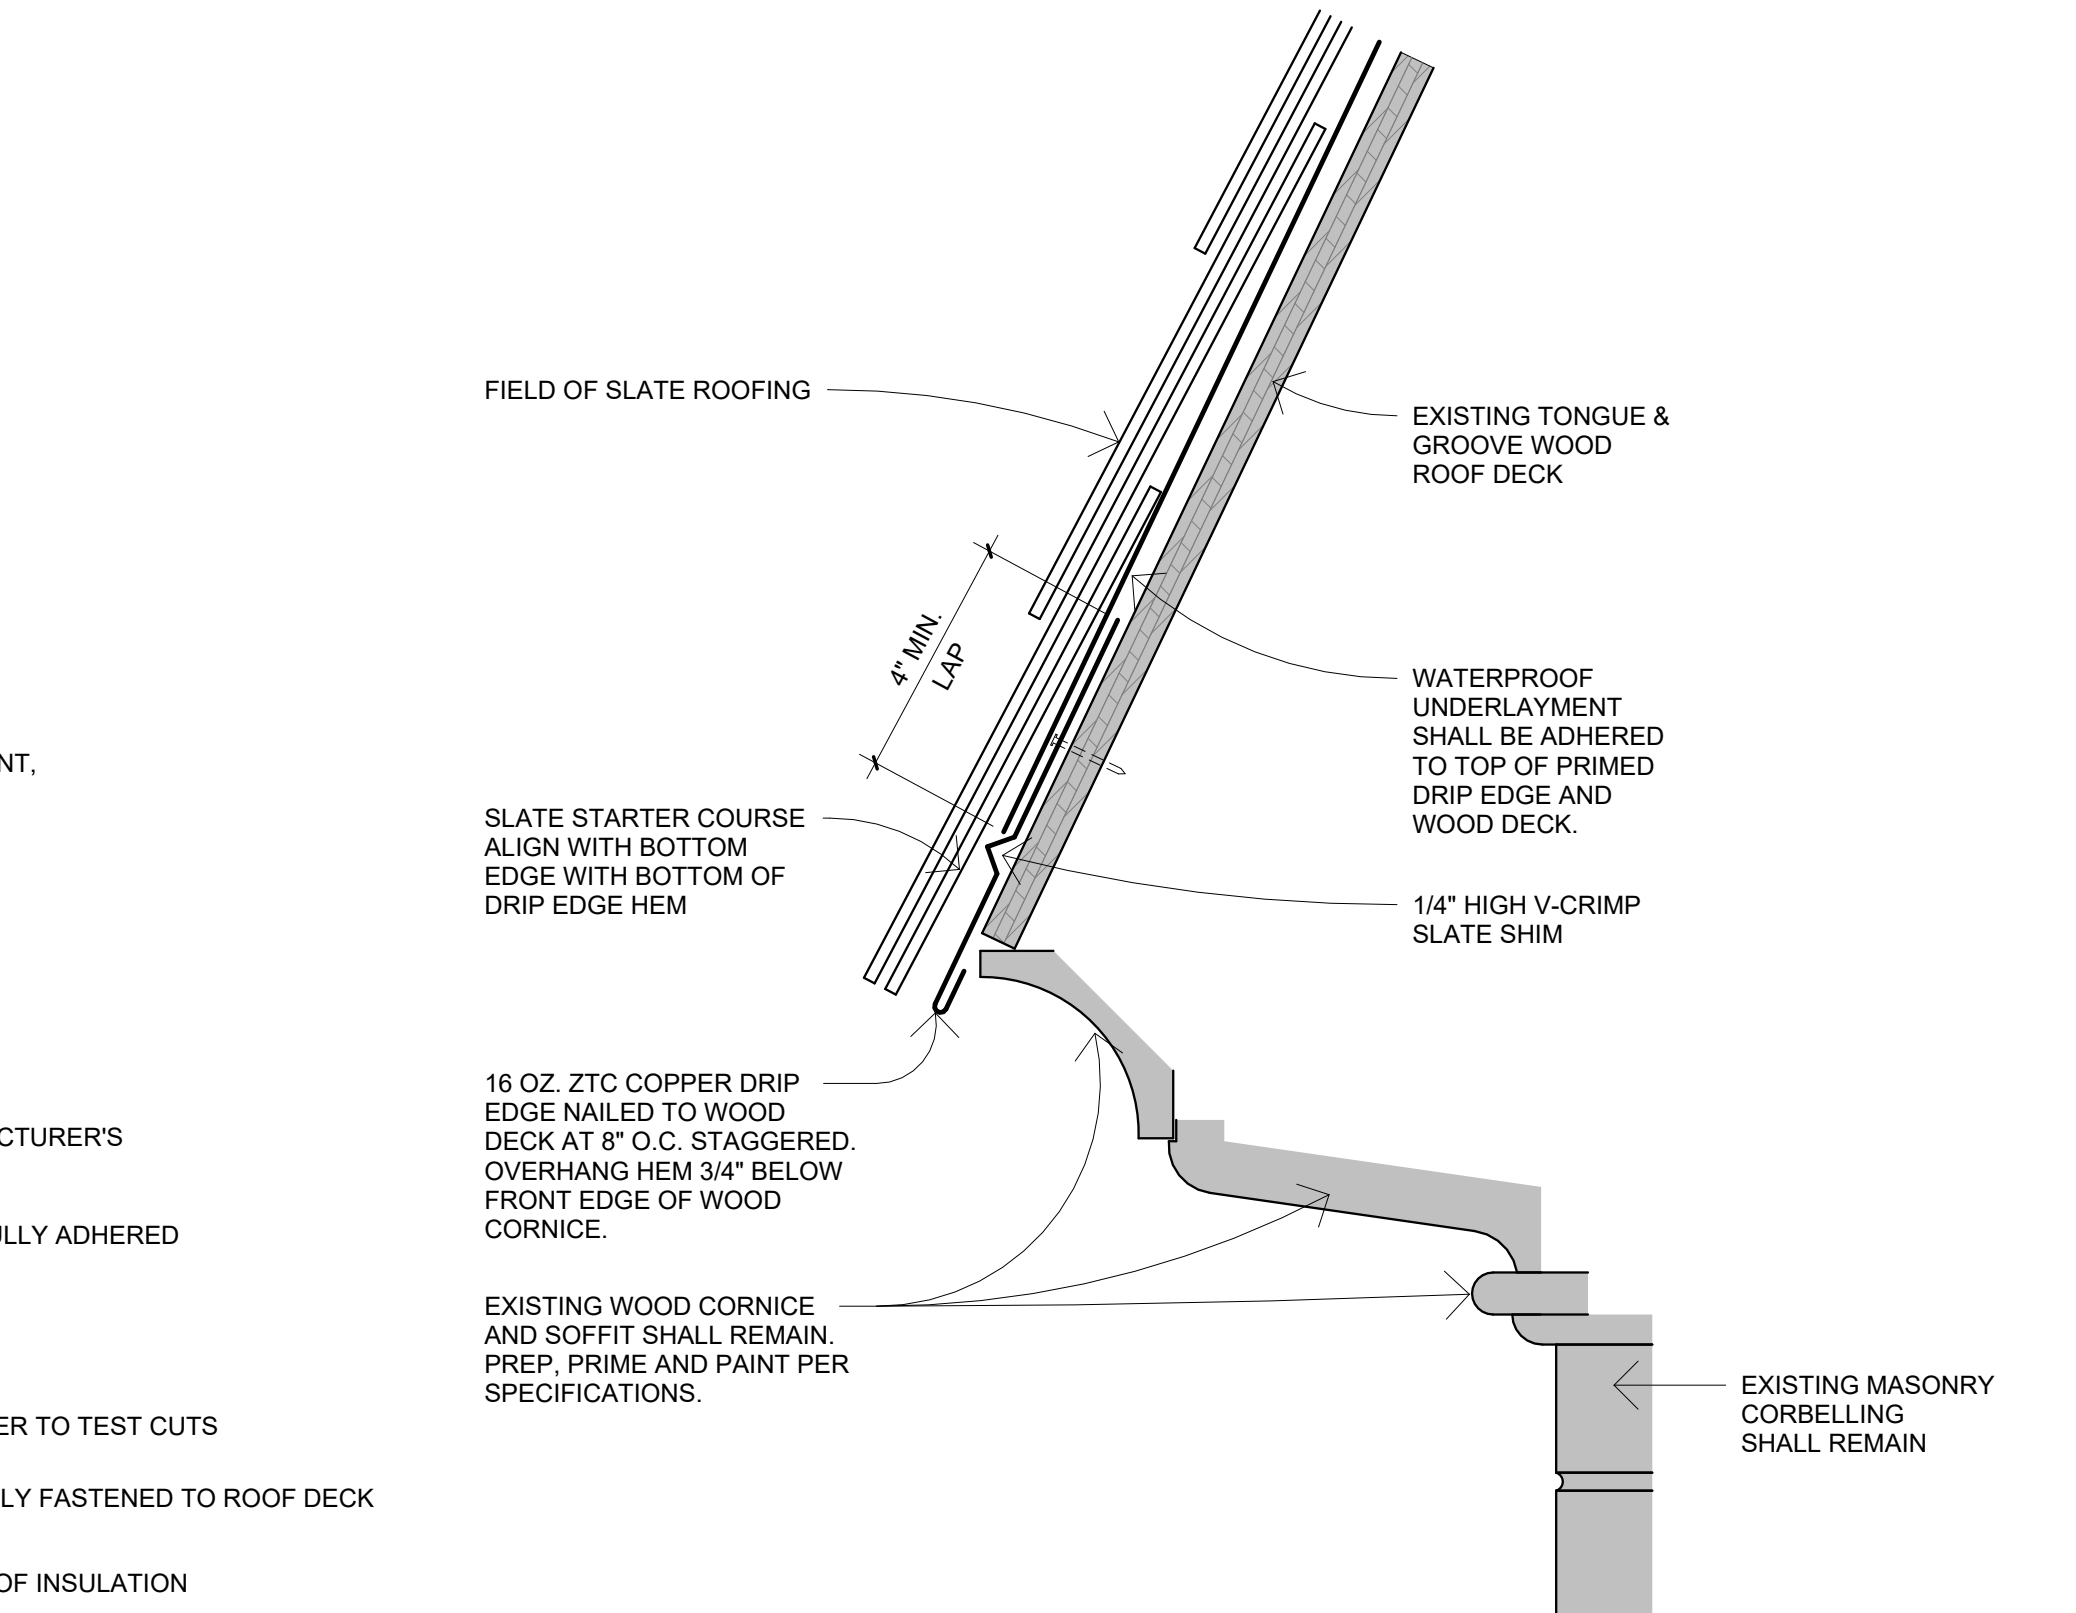 NT,
CTURER'S
ULLY ADHERED
ER TO TEST CUTS
LY FASTENED TO ROOF DECK
OF INSULATION
FIELD OF SLATE ROOFING
4" MIN.
LAP
SLATE STARTER COURSE
ALIGN WITH BOTTOM
EDGE WITH BOTTOM OF
DRIP EDGE HEM
16 OZ. ZTC COPPER DRIP
EDGE NAILED TO WOOD
DECK AT 8" O.C. STAGGERED.
OVERHANG HEM 3/4" BELOW
FRONT EDGE OF WOOD
CORNICE.
EXISTING WOOD CORNICE
AND SOFFIT SHALL REMAIN.
PREP, PRIME AND PAINT PER
SPECIFICATIONS.
EXISTING TONGUE &
GROOVE WOOD
ROOF DECK
WATERPROOF
UNDERLAYMENT
SHALL BE ADHERED
TO TOP OF PRIMED
DRIP EDGE AND
WOOD DECK.
1/4" HIGH V-CRIMP
SLATE SHIM
EXISTING MASONRY
CORBELLING
SHALL REMAIN